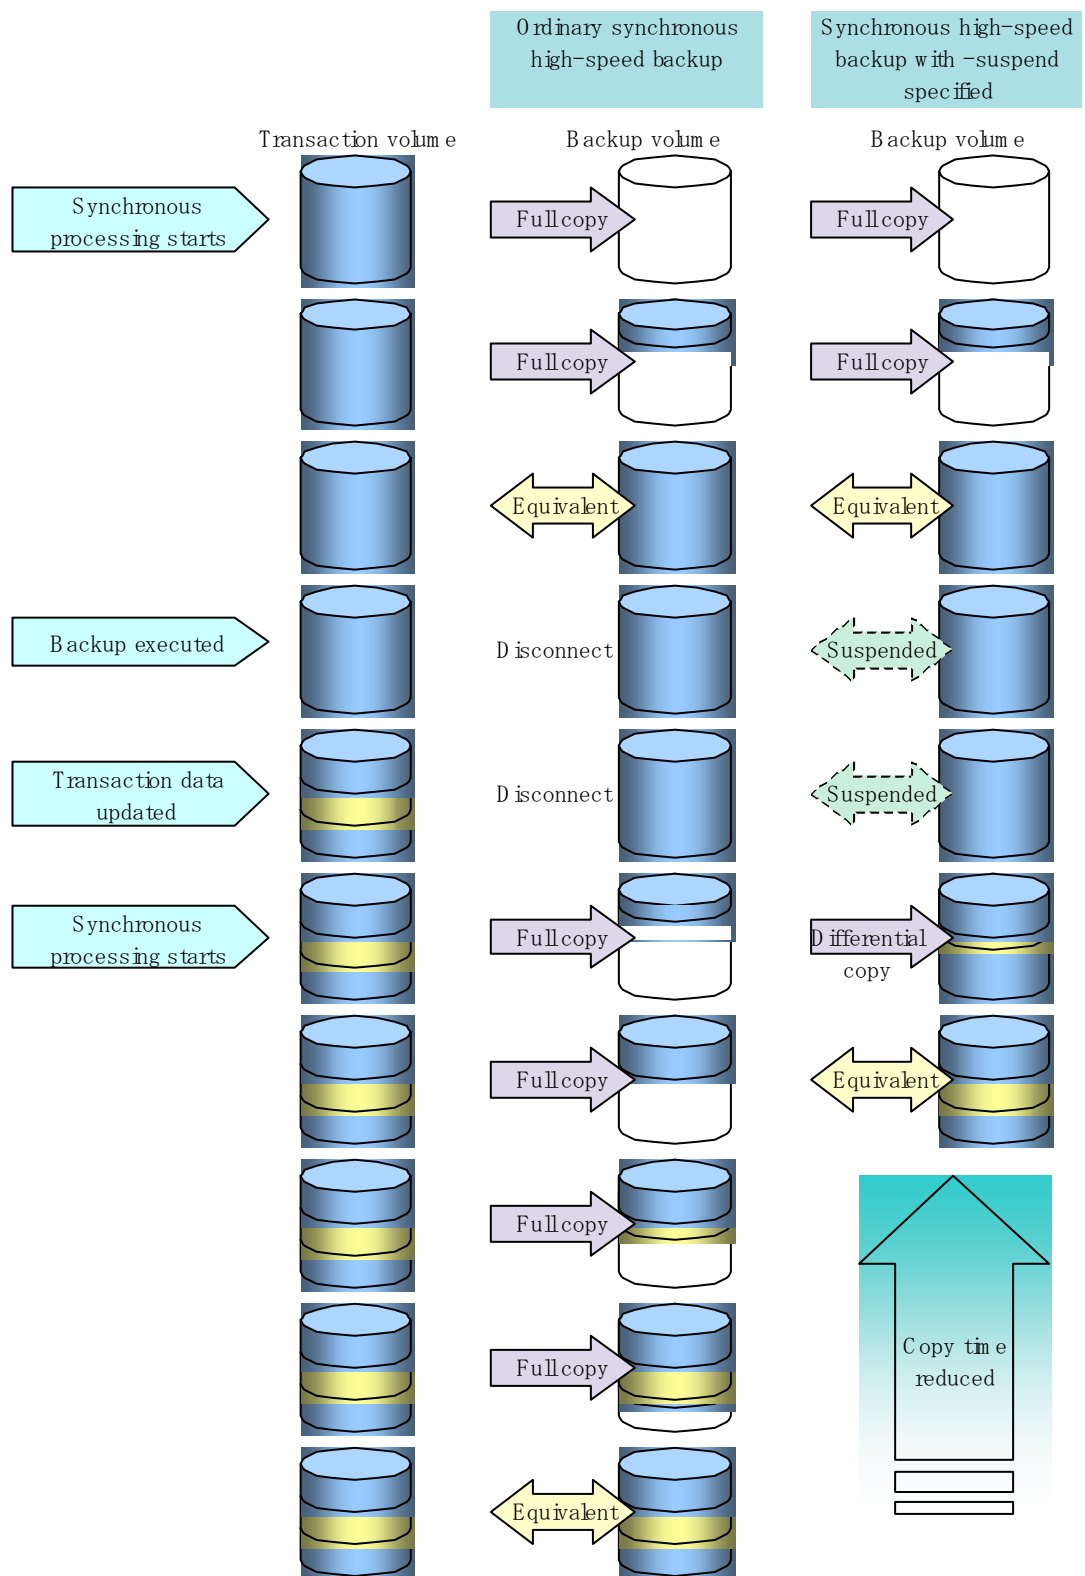 Ordinary synchronous
high-speed backup
Synchronous high-speed
backup with -suspend
specified
Transaction volume
Backup volume
Backup volume
Synchronous
processing starts
Full copy
Full copy
Full copy
Full copy
Equivalent
Equivalent
Backup executed
Disconnect
Suspended
Transaction data
updated
Disconnect
Suspended
Synchronous
processing starts
Full copy
Differential
copy
Full copy
Equivalent
Full copy
Full copy
Copy time
reduced
Equivalent